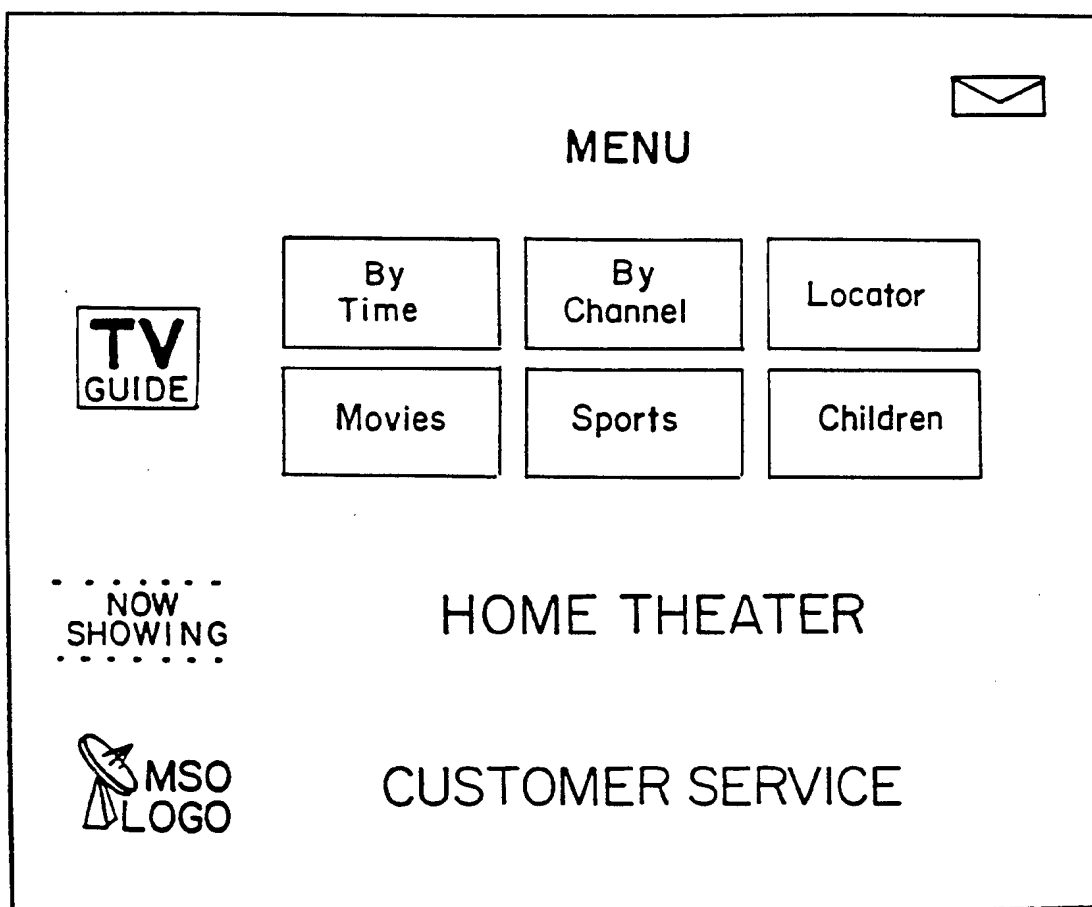 MENU
By
Time
By
Channel
Locator
TV
GUIDE
Movies
Sports
Children
NOW
SHOWING
HOME THEATER
MSO
LOGO
CUSTOMER SERVICE